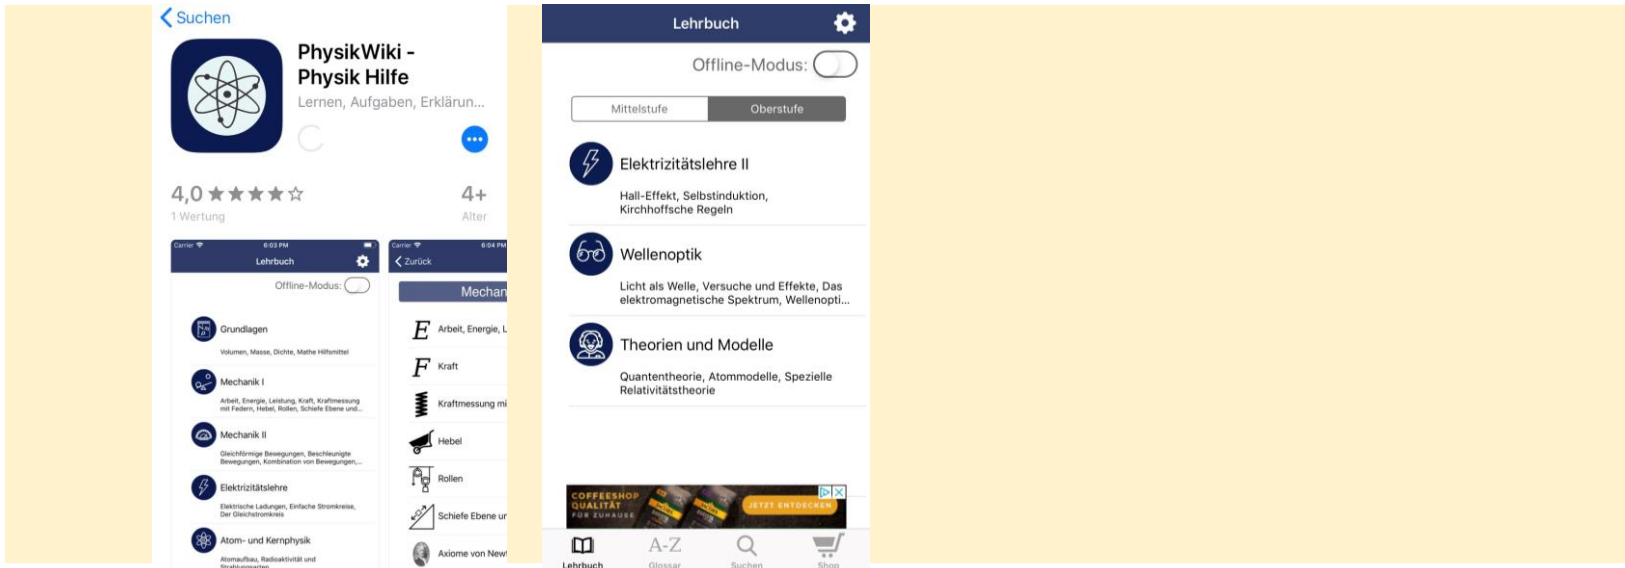 Suchen
PhysikWiki -
Physik Hilfe
Lernen, Aufgaben, Erklärun...
4,0
4+
1 Wertung
Alter
Carrier
6:03 PM
Lehrbuch
Offline-Modus:
Grundlagen
Volumen, Masse, Dichte, Mathe Hilfsmittel
Mechanik I
Arbeit, Energie, Leistung, Kraft, Kraftmessung
mit Federn, Hebel, Rollen, Schiefe Ebene und...
Mechanik II
Gleichförmige Bewegungen, Beschleunigte
Bewegungen, Kombination von Bewegungen,...
Elektrizitätslehre
Elektrische Ladungen, Einfache Stromkreise,
Der Gleichstromkreis
Atom- und Kernphysik
Atomaufbau, Radioaktivität und
Strahlungsarten
Carrier
6:04 PM
Zurück
Mechan
E Arbeit, Energie, L
F Kraft
Kraftmessung mi
Hebel
Rollen
Schiefe Ebene ur
Axiome von Newt
Lehrbuch
Offline-Modus:
Mittelstufe
Oberstufe
Elektrizitätslehre II
Hall-Effekt, Selbstinduktion,
Kirchhoffsche Regeln
Wellenoptik
Licht als Welle, Versuche und Effekte, Das
elektromagnetische Spektrum, Wellenopti...
Theorien und Modelle
Quantentheorie, Atommodelle, Spezielle
Relativitätstheorie
COFFEESHOP
QUALITÄT
FÜR ZUHAUSE
JETZT ENTDECKEN
A-Z
Lehrbuch
Glossar
Suchen
Shop